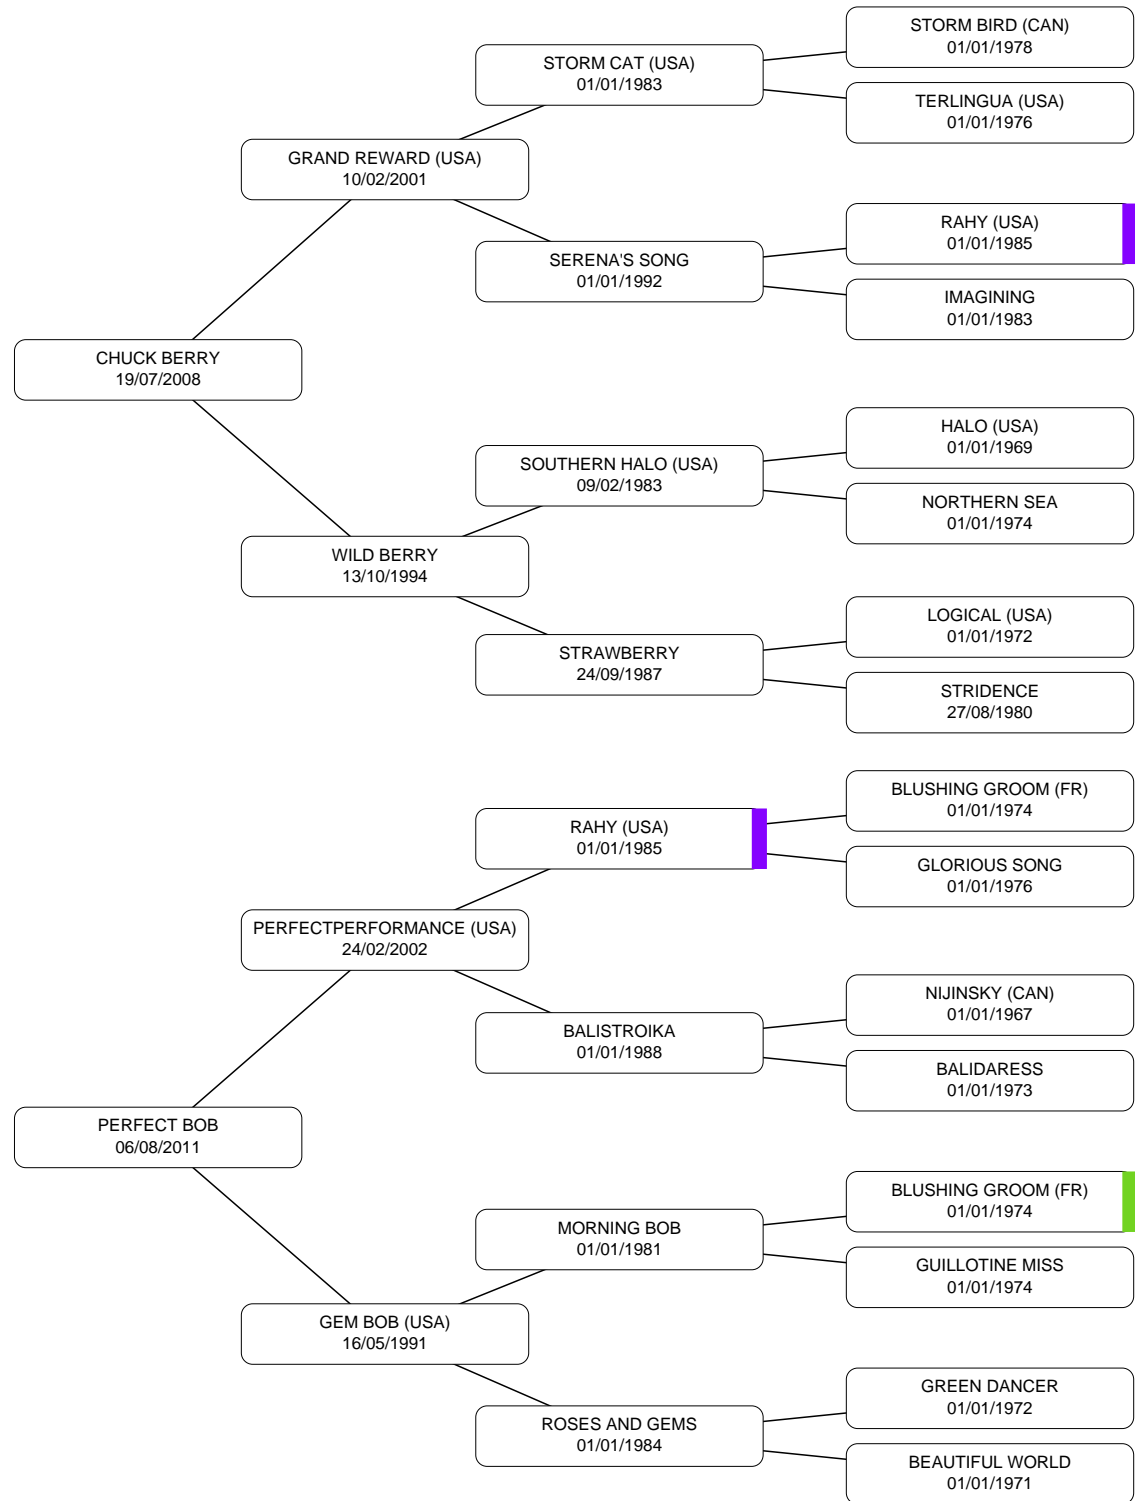 STORM BIRD (CAN)
01/01/1978
STORM CAT (USA)
01/01/1983
TERLINGUA (USA)
01/01/1976
GRAND REWARD (USA)
10/02/2001
RAHY (USA)
01/01/1985
SERENA'S SONG
01/01/1992
IMAGINING
01/01/1983
CHUCK BERRY
19/07/2008
HALO (USA)
01/01/1969
SOUTHERN HALO (USA)
09/02/1983
NORTHERN SEA
01/01/1974
WILD BERRY
13/10/1994
LOGICAL (USA)
01/01/1972
STRAWBERRY
24/09/1987
STRIDENCE
27/08/1980
BLUSHING GROOM (FR)
01/01/1974
RAHY (USA)
01/01/1985
GLORIOUS SONG
01/01/1976
PERFECTPERFORMANCE (USA)
24/02/2002
NIJINSKY (CAN)
01/01/1967
BALISTROIKA
01/01/1988
BALIDARESS
01/01/1973
PERFECT BOB
06/08/2011
BLUSHING GROOM (FR)
01/01/1974
MORNING BOB
01/01/1981
GUILLOTINE MISS
01/01/1974
GEM BOB (USA)
16/05/1991
GREEN DANCER
01/01/1972
ROSES AND GEMS
01/01/1984
BEAUTIFUL WORLD
01/01/1971